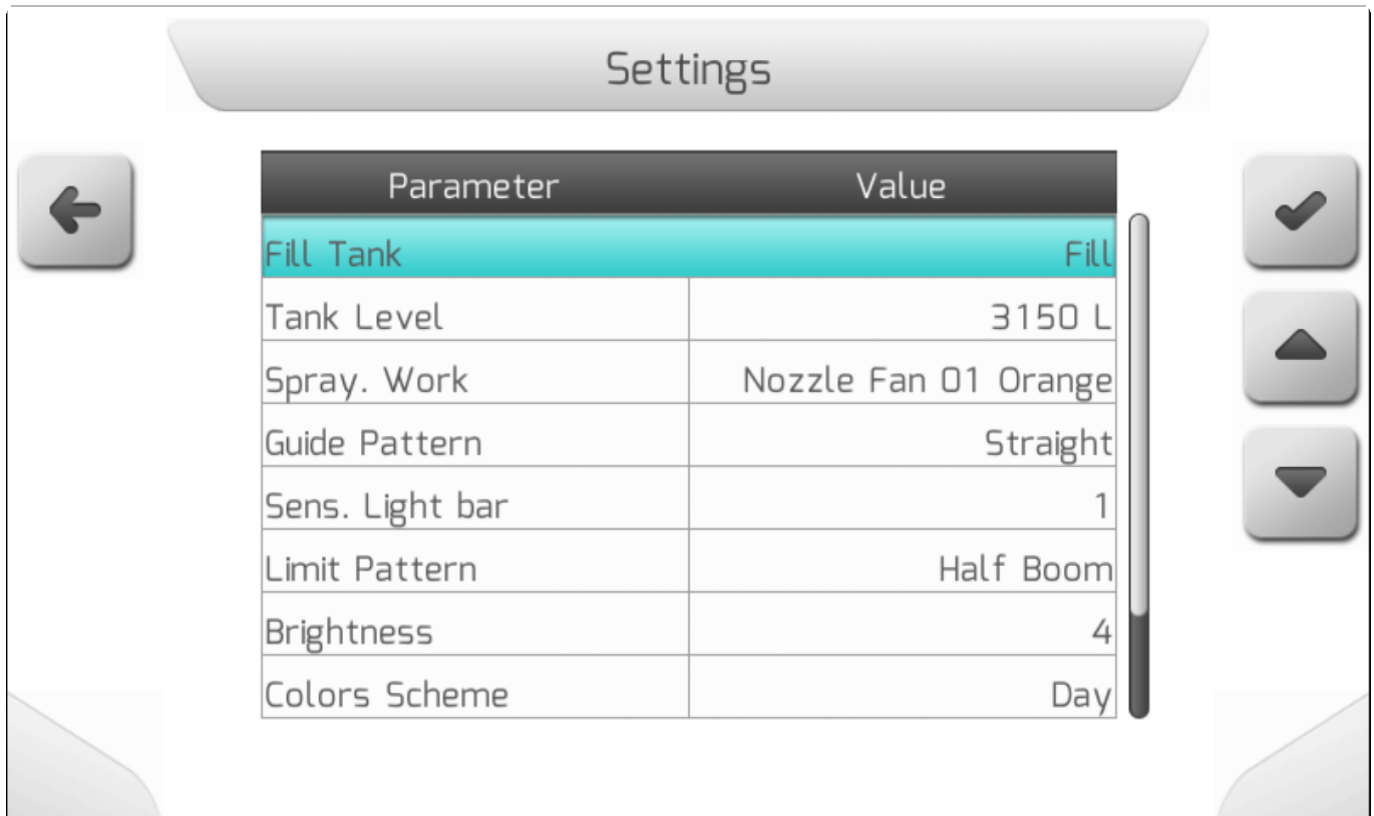 Settings
Parameter Value
Fill Tank Fill
Tank Level 3150 L
Spray. Work Nozzle Fan 01 Orange
Guide Pattern Straight
Sens. Light bar 1
Limit Pattern Half Boom
Brightness 4
Colors Scheme Day